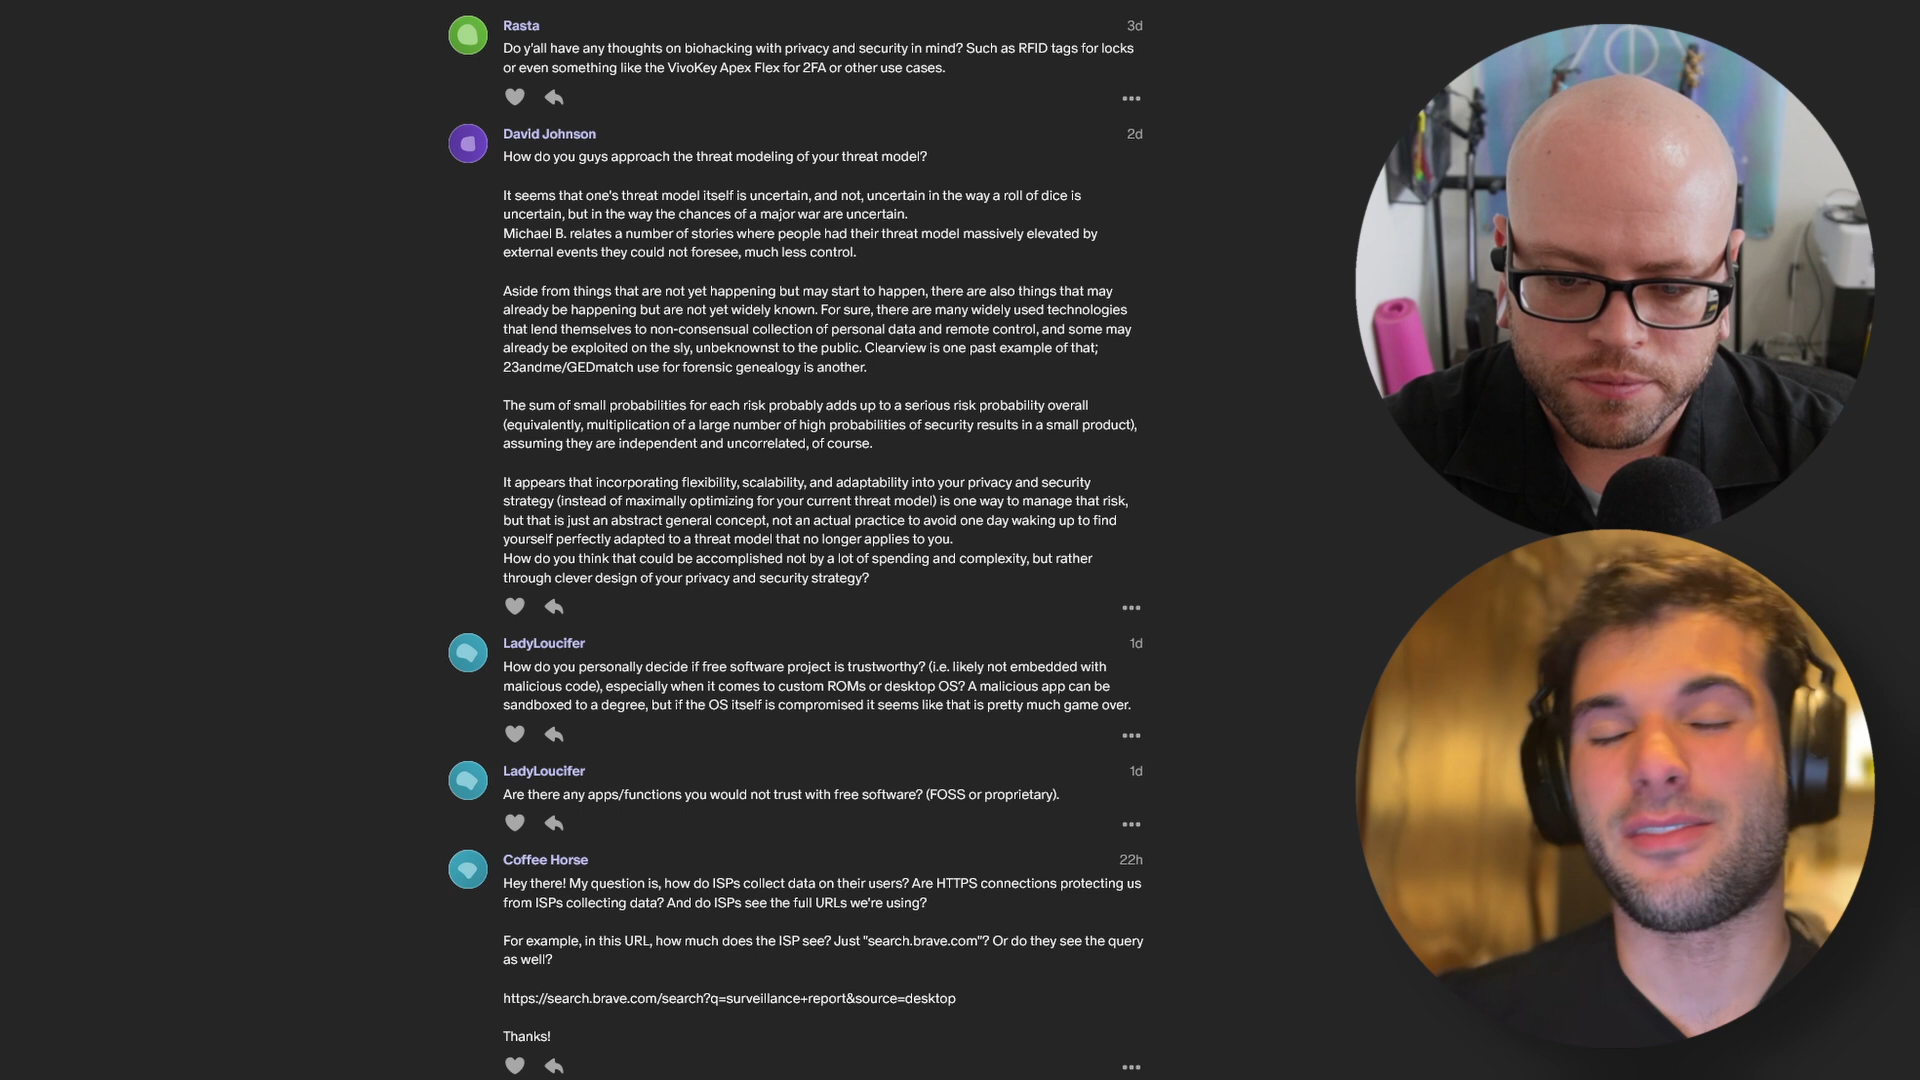 Rasta
3d
Do y'all have any thoughts on biohacking with privacy and security in mind? Such as RFID tags for locks
or even something like the VivoKey Apex Flex for 2FA or other use cases.
David Johnson
2d
How do you guys approach the threat modeling of your threat model?
It seems that one's threat model itself is uncertain, and not, uncertain in the way a roll of dice is
uncertain, but in the way the chances of a major war are uncertain.
Michael B. relates a number of stories where people had their threat model massively elevated by
external events they could not foresee, much less control.
Aside from things that are not yet happening but may start to happen, there are also things that may
already be happening but are not yet widely known. For sure, there are many widely used technologies
that lend themselves to non-consensual collection of personal data and remote control, and some may
already be exploited on the sly, unbeknownst to the public. Clearview is one past example of that;
23andme/GEDmatch use for forensic genealogy is another.
The sum of small probabilities for each risk probably adds up to a serious risk probability overall
(equivalently, multiplication of a large number of high probabilities of security results in a small product),
assuming they are independent and uncorrelated, of course.
It appears that incorporating flexibility, scalability, and adaptability into your privacy and security
strategy (instead of maximally optimizing for your current threat model) is one way to manage that risk,
but that is just an abstract general concept, not an actual practice to avoid one day waking up to find
yourself perfectly adapted to a threat model that no longer applies to you.
How do you think that could be accomplished not by a lot of spending and complexity, but rather
through clever design of your privacy and security strategy?
LadyLoucifer
1d
How do you personally decide if free software project is trustworthy? (i.e. likely not embedded with
malicious code), especially when it comes to custom ROMs or desktop OS? A malicious app can be
sandboxed to a degree, but if the OS itself is compromised it seems like that is pretty much game over.
LadyLoucifer
1d
Are there any apps/functions you would not trust with free software? (FOSS or proprietary).
Coffee Horse
22h
Hey there! My question is, how do ISPs collect data on their users? Are HTTPS connections protecting us
from ISPs collecting data? And do ISPs see the full URLs we're using?
For example, in this URL, how much does the ISP see? Just "search.brave.com"? Or do they see the query
as well?
https://search.brave.com/search?q=surveillance+report&source=desktop
Thanks!